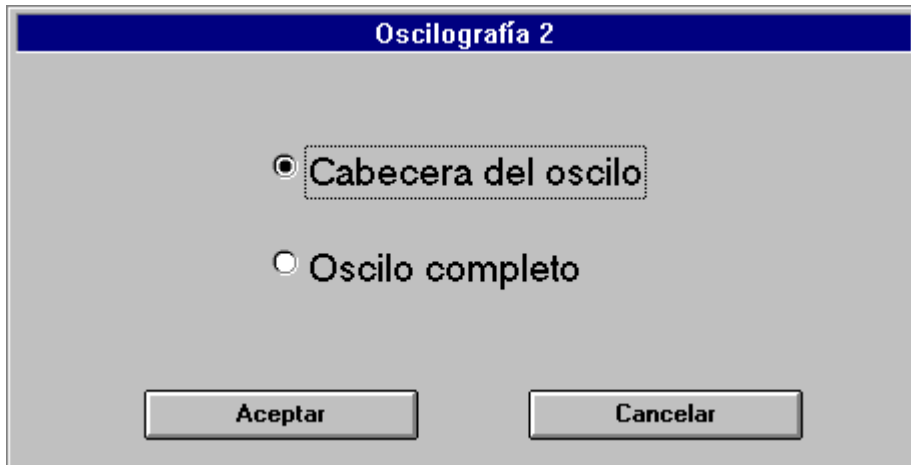 Oscilografía 2
Cabecera del oscilo
Oscilo completo
Aceptar
Cancelar